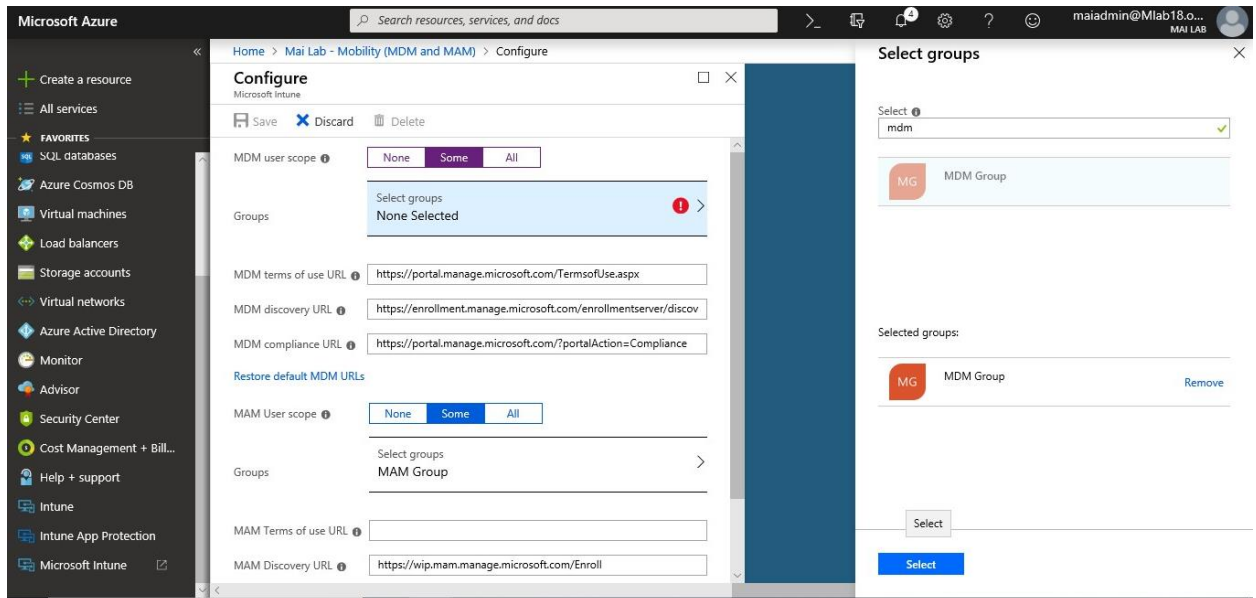 Microsoft Azure
Search resources, services, and docs
4
maiadmin@Mlab18.o...
MAI LAB
Create a resource
All services
FAVORITES
SQL databases
Azure Cosmos DB
Virtual machines
Load balancers
Storage accounts
Virtual networks
Azure Active Directory
Monitor
Advisor
Security Center
Cost Management + Bill...
Help + support
Intune
Intune App Protection
Microsoft Intune
Home > Mai Lab - Mobility (MDM and MAM) > Configure
Configure
Microsoft Intune
Save Discard Delete
MDM user scope None Some All
Select groups
Groups None Selected
MDM terms of use URL https://portal.manage.microsoft.com/TermsofUse.aspx
MDM discovery URL https://enrollment.manage.microsoft.com/enrollmentserver/discov
MDM compliance URL https://portal.manage.microsoft.com/?portalAction=Compliance
Restore default MDM URLs
MAM User scope None Some All
Select groups
Groups MAM Group
MAM Terms of use URL
MAM Discovery URL https://wip.mam.manage.microsoft.com/Enroll
Select groups
Select
mdm
MG MDM Group
Selected groups:
MG MDM Group Remove
Select
Select